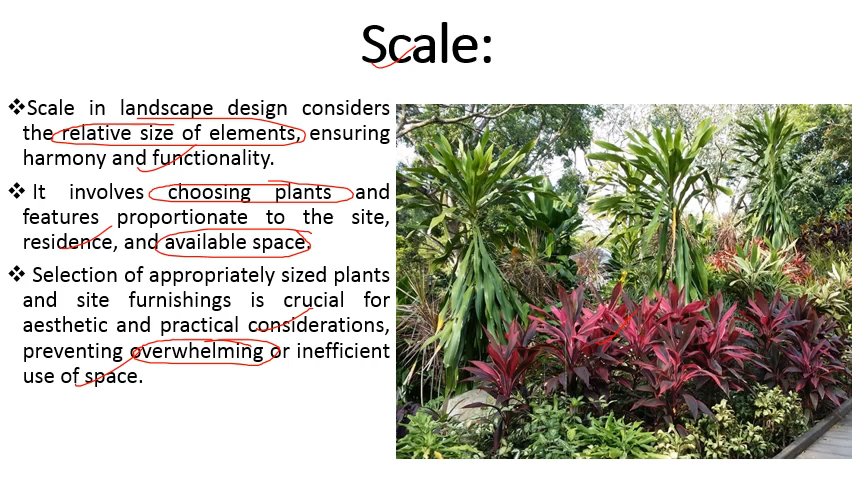 Scale:
❖Scale in landscape design considers
the relative size of elements, ensuring
harmony and functionality.
❖ It involves choosing plants and
features proportionate to the site,
residence, and available space.
❖ Selection of appropriately sized plants
and site furnishings is crucial for
aesthetic and practical considerations,
preventing overwhelming or inefficient
use of space.